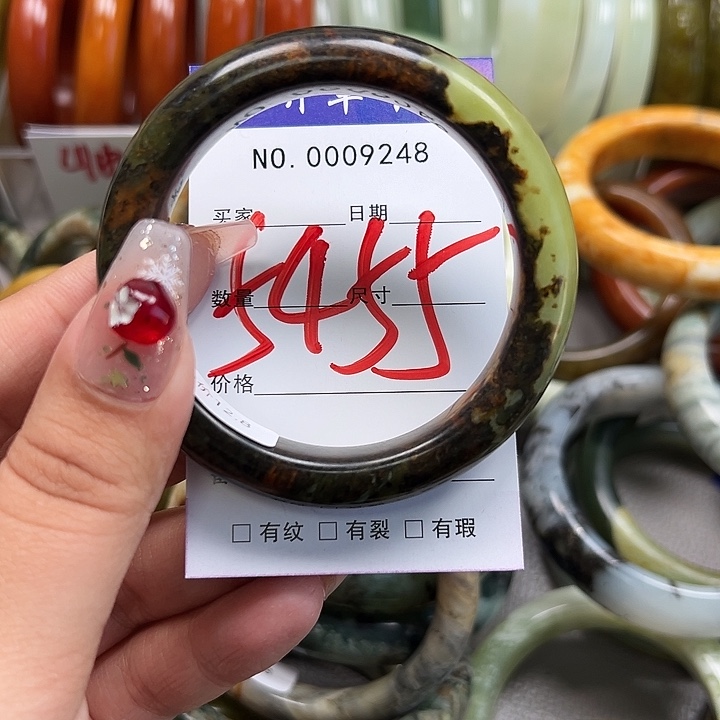 NO. 0009248
买家 日期
5455
数量 尺寸
价格
□ 有纹 □ 有裂 □ 有瑕